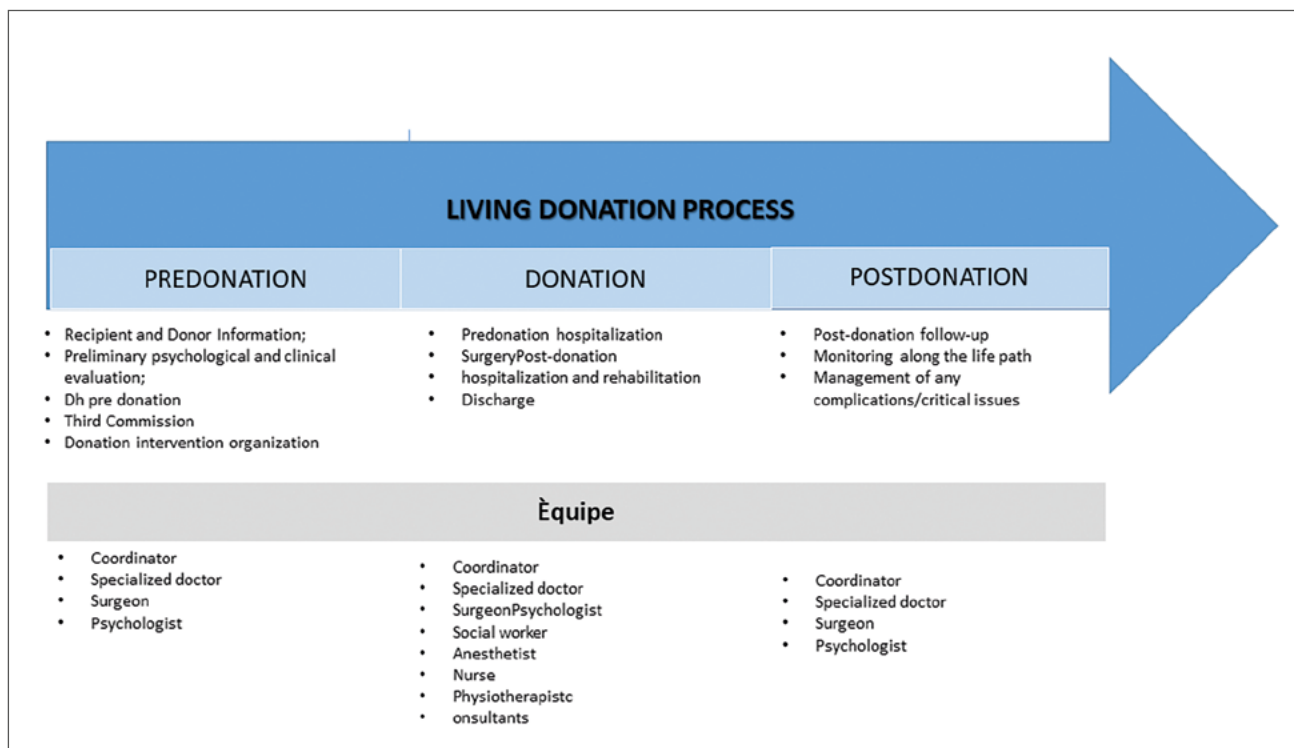 LIVING DONATION PROCESS
PREDONATION
• Recipient and Donor Information;
• Preliminary psychological and clinical
evaluation;
• Dh pre donation
• Third Commission
• Donation intervention organization
DONATION
• Predonation hospitalization
• SurgeryPost-donation
• hospitalization and rehabilitation
• Discharge
POSTDONATION
• Post-donation follow-up
• Monitoring along the life path
• Management of any
complications/critical issues
Èquipe
• Coordinator
• Specialized doctor
• Surgeon
• Psychologist
• Coordinator
• Specialized doctor
• SurgeonPsychologist
• Social worker
• Anesthetist
• Nurse
• Physiotherapistc
• onsultants
• Coordinator
• Specialized doctor
• Surgeon
• Psychologist